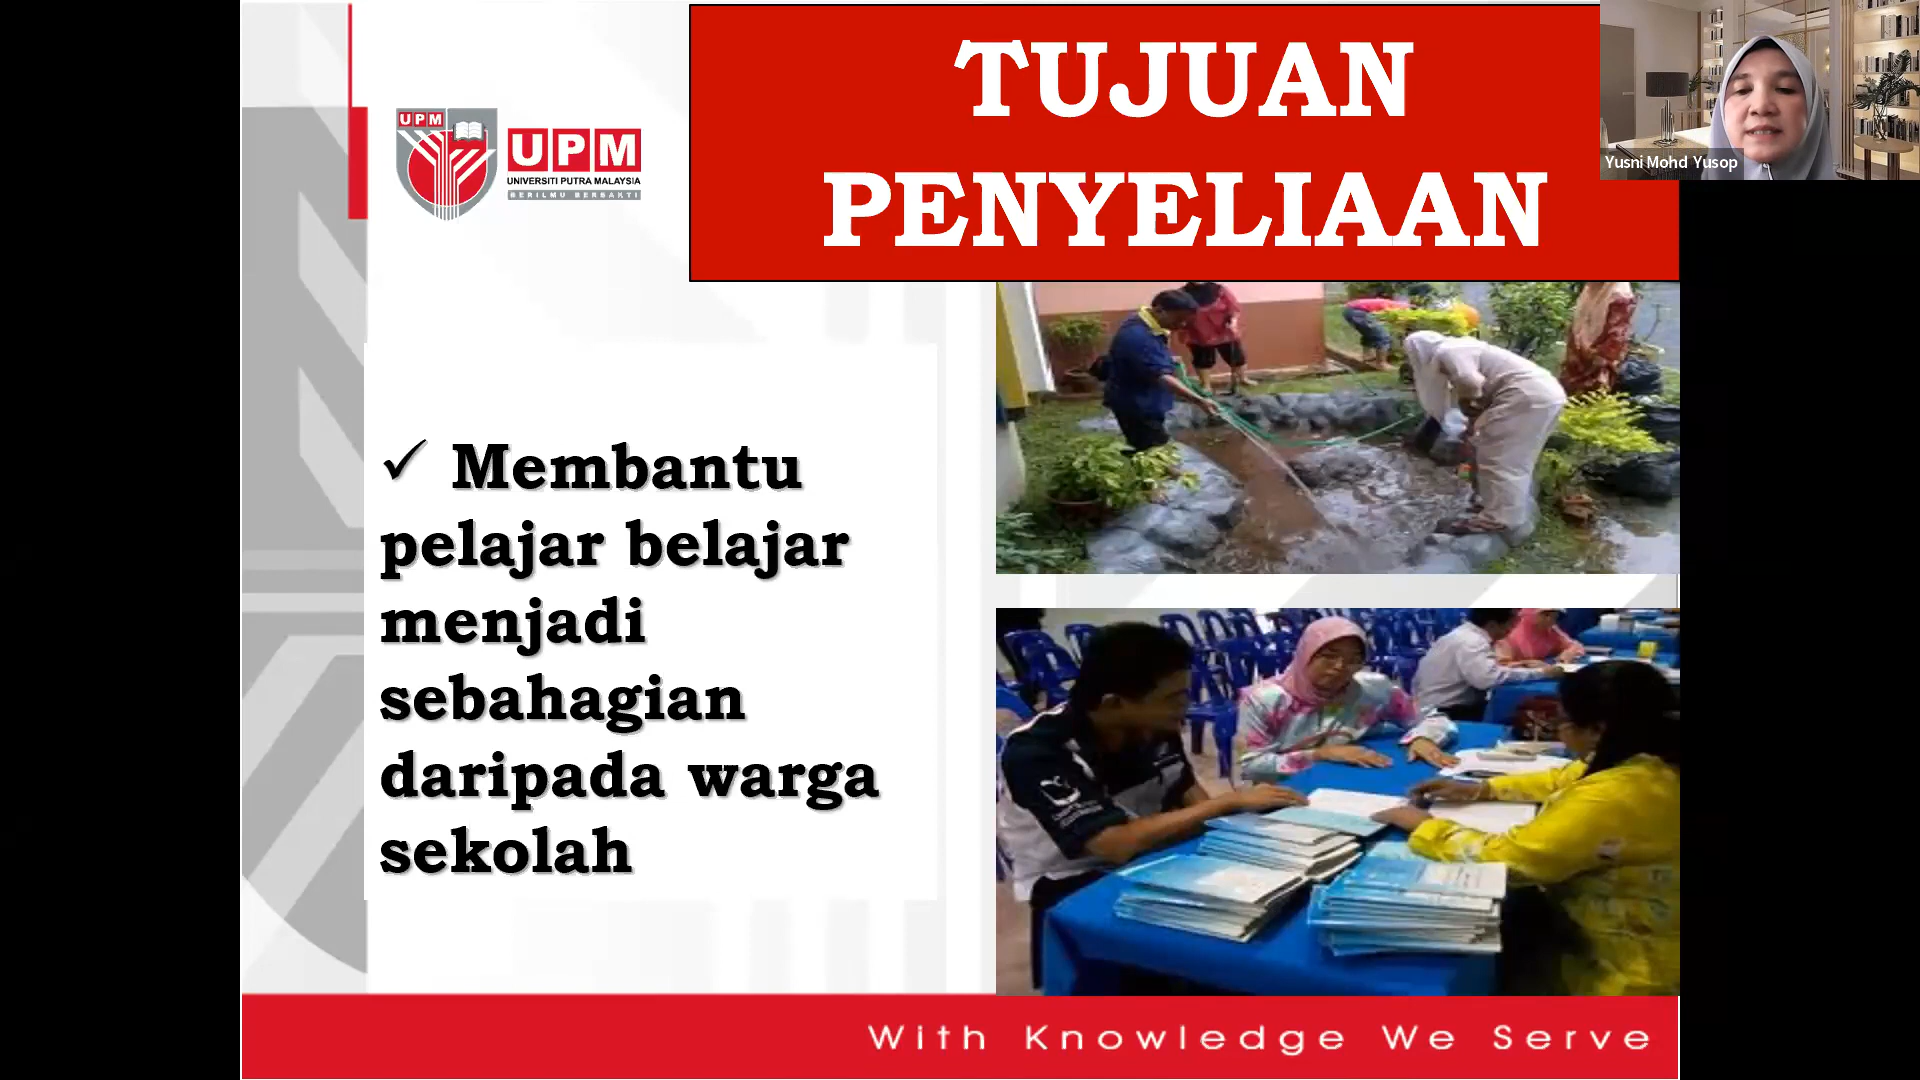 TUJUAN
PENYELIAAN
Yusni Mohd Yusop
UPM
UPM
UNIVERSITI PUTRA MALAYSIA
BERILMU BERBAKTI
✓ Membantu
pelajar belajar
menjadi
sebahagian
daripada warga
sekolah
With Knowledge We Serve